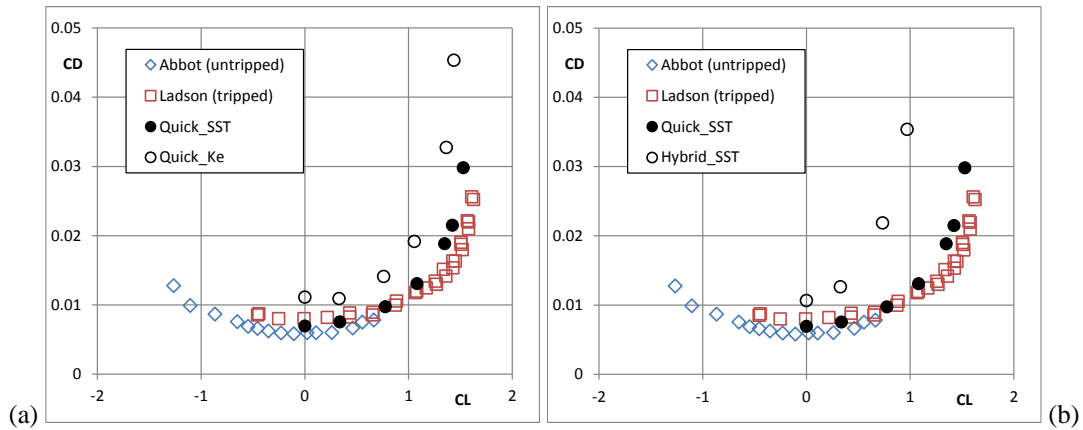 0.05
CD
Abbot (untripped)
0.04
Ladson (tripped)
Quick_SST
Quick_Ke
0.03
0.02
0.01
0
-2
-1
0
1
2
CL
(a)
0.05
CD
Abbot (untripped)
0.04
Ladson (tripped)
Quick_SST
Hybrid_SST
0.03
0.02
0.01
0
-2
-1
0
1
2
CL
(b)